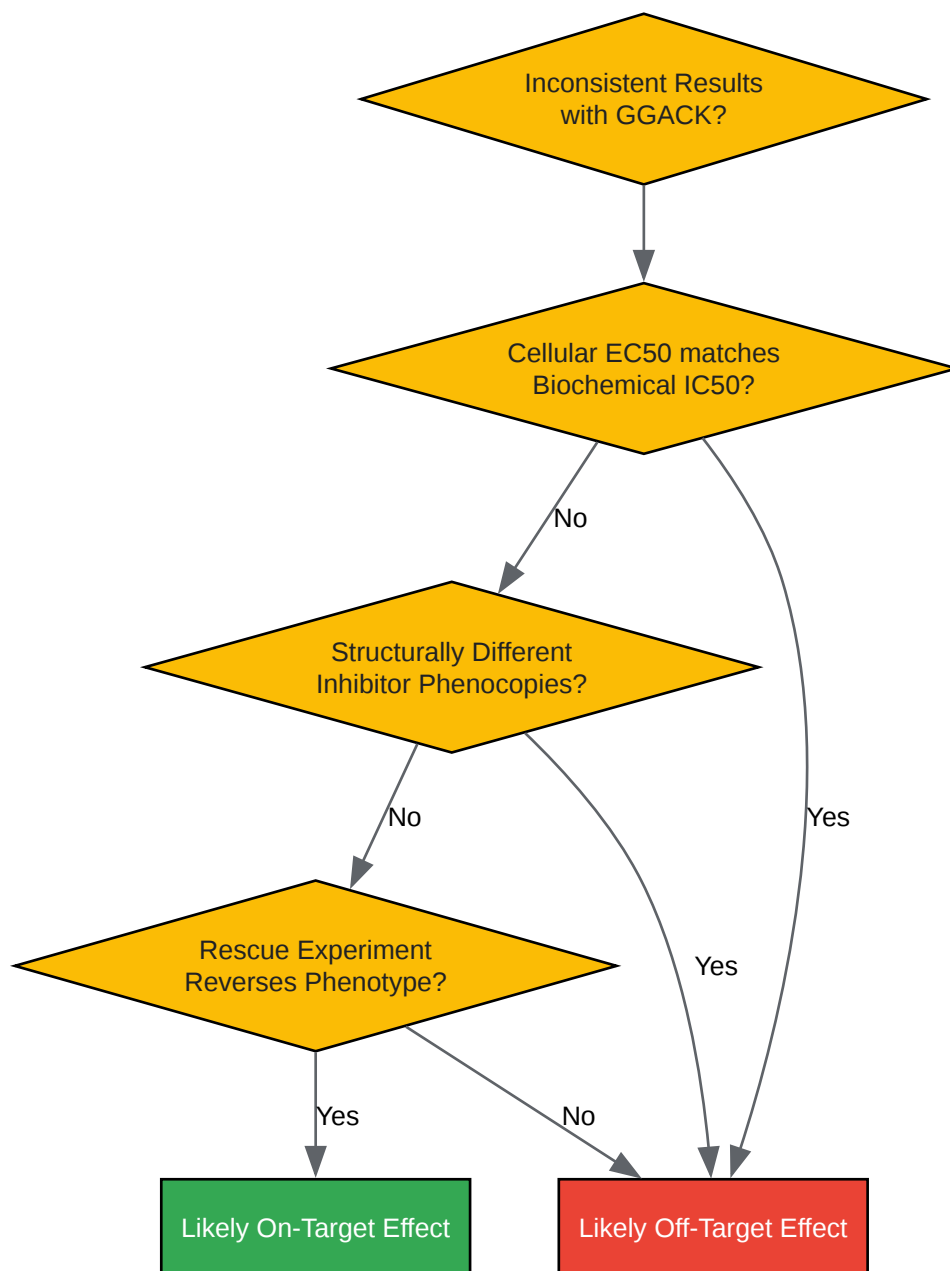 Inconsistent Results
with GGACK?
Cellular EC50 matches
Biochemical IC50?
No
Structurally Different
Inhibitor Phenocopies?
Yes
No
Rescue Experiment
Reverses Phenotype?
Yes
Yes
No
Likely On-Target Effect
Likely Off-Target Effect